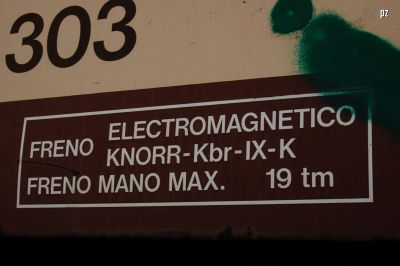 pz
303
FRENO ELECTROMAGNETICO
KNORR-Kbr-IX-K
FRENO MANO MAX. 19 tm